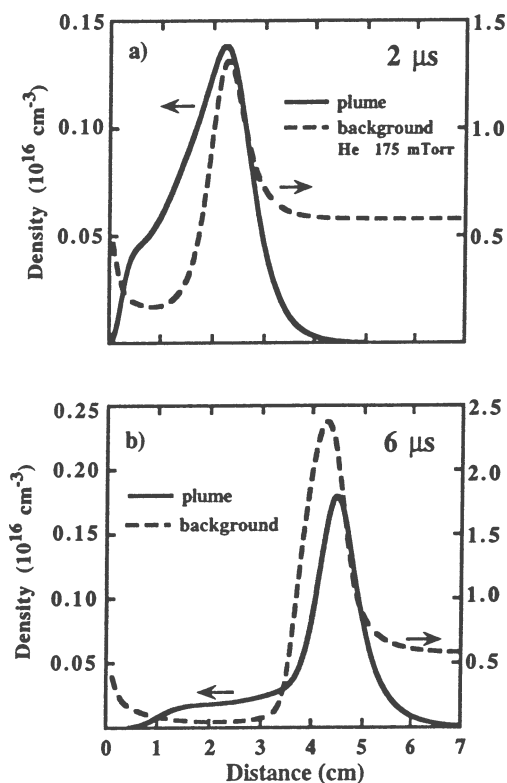 0.15
1.5
a)
2 μs
plume
background
He 175 mTorr
0.10
1.0
0.05
0.5
Density (10^16 cm^-3)
0.25
2.5
b)
6 μs
0.20
2.0
plume
background
0.15
1.5
0.10
1.0
0.05
0.5
Density (10^16 cm^-3)
0.0
0 1 2 3 4 5 6 7
Distance (cm)